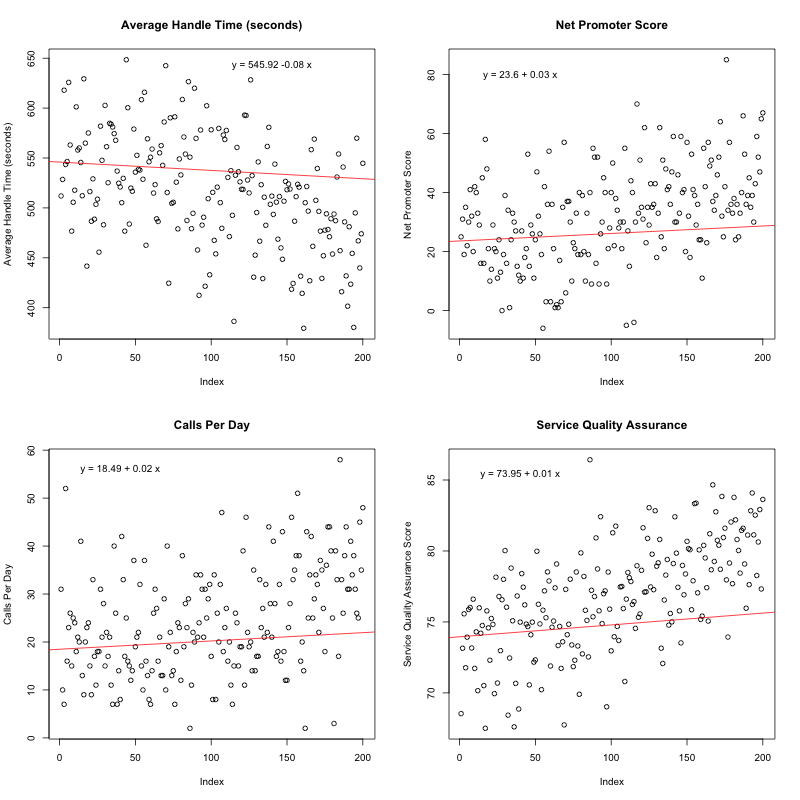 Average Handle Time (seconds)
y = 545.92 -0.08 x
Average Handle Time (seconds)
650
600
550
500
450
400
0 50 100 150 200
Index
Net Promoter Score
y = 23.6 + 0.03 x
Net Promoter Score
80
60
40
20
0
0 50 100 150 200
Index
Calls Per Day
y = 18.49 + 0.02 x
Calls Per Day
60
50
40
30
20
10
0
0 50 100 150 200
Index
Service Quality Assurance
y = 73.95 + 0.01 x
Service Quality Assurance Score
85
80
75
70
0 50 100 150 200
Index